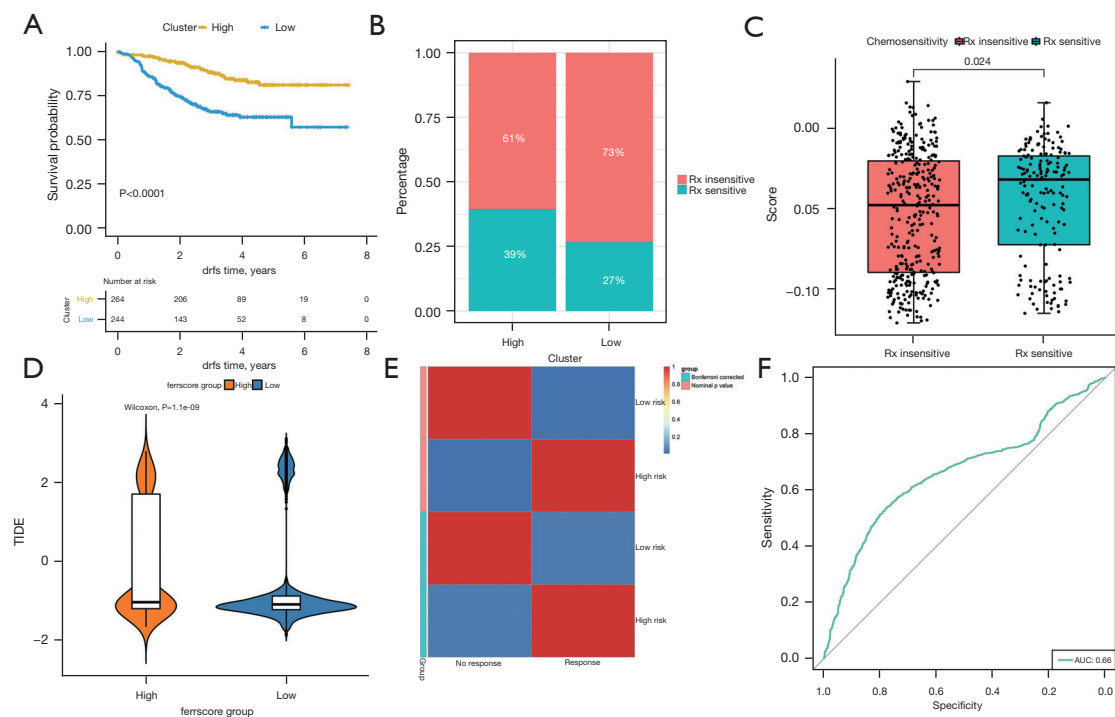 A
Cluster High Low
1.00
0.75
0.50
0.25
0.00
Survival probability
P<0.0001
0 2 4 6 8
drfs time, years
Number at risk
Cluster
High 264 206 89 19 0
Low 244 143 52 8 0
0 2 4 6 8
drfs time, years
B
1.00
0.75
0.50
0.25
0.00
Percentage
61%
73%
39%
27%
High Low
Cluster
Rx insensitive
Rx sensitive
C
Chemosensitivity Rx insensitive Rx sensitive
0.024
0.00
0.05
−0.10
Score
Rx insensitive Rx sensitive
D
ferrscore group High Low
Wilcoxon, P=1.1e-09
4
2
0
−2
TIDE
High Low
ferrscore group
E
Low risk
High risk
Low risk
High risk
Group
No response Response
1
0.8
0.6
0.4
0.2
group
Bonferroni corrected
Nominal p value
F
1.0
0.8
0.6
0.4
0.2
0.0
Sensitivity
AUC: 0.66
1.0 0.8 0.6 0.4 0.2 0.0
Specificity